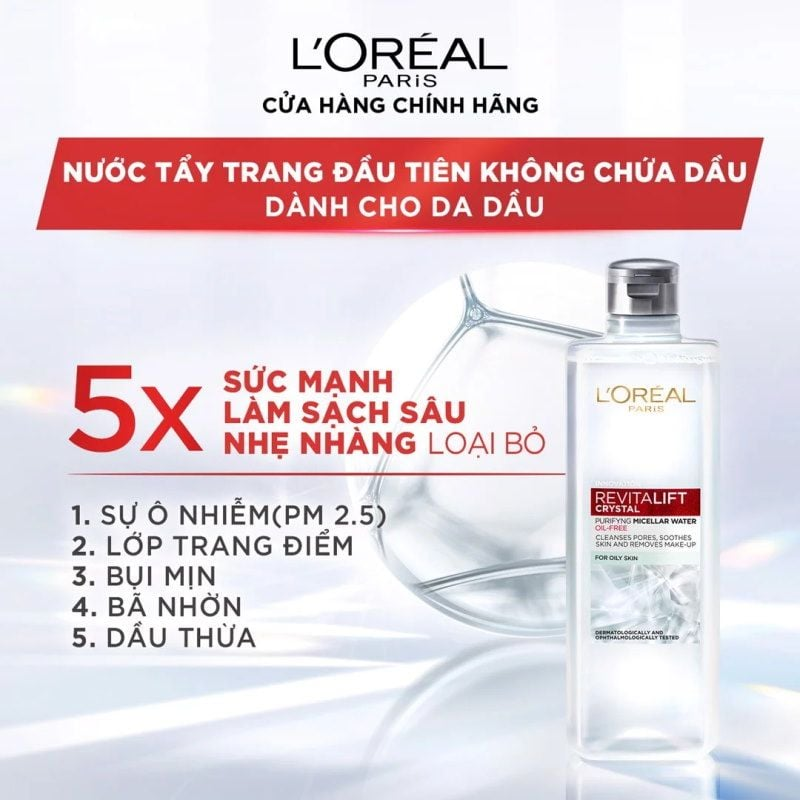 L'ORÉAL
PARiS
CỬA HÀNG CHÍNH HÃNG
NƯỚC TẨY TRANG ĐẦU TIÊN KHÔNG CHỨA DẦU
DÀNH CHO DA DẦU
5X
SỨC MẠNH
LÀM SẠCH SÂU
NHẸ NHÀNG LOẠI BỎ
1. SỰ Ô NHIỄM(PM 2.5)
2. LỚP TRANG ĐIỂM
3. BỤI MỊN
4. BÃ NHỜN
5. DẦU THỪA
L'ORÉAL
PARiS
INNOVATION
REVITALIFT
CRYSTAL
PURIFYNG MICELLAR WATER
OIL-FREE
CLEANSES PORES, SOOTHES
SKIN AND REMOVES MAKE-UP
FOR OILY SKIN
DERMATOLOGICALLY AND
OPHTHALMOLOGICALLY TESTED